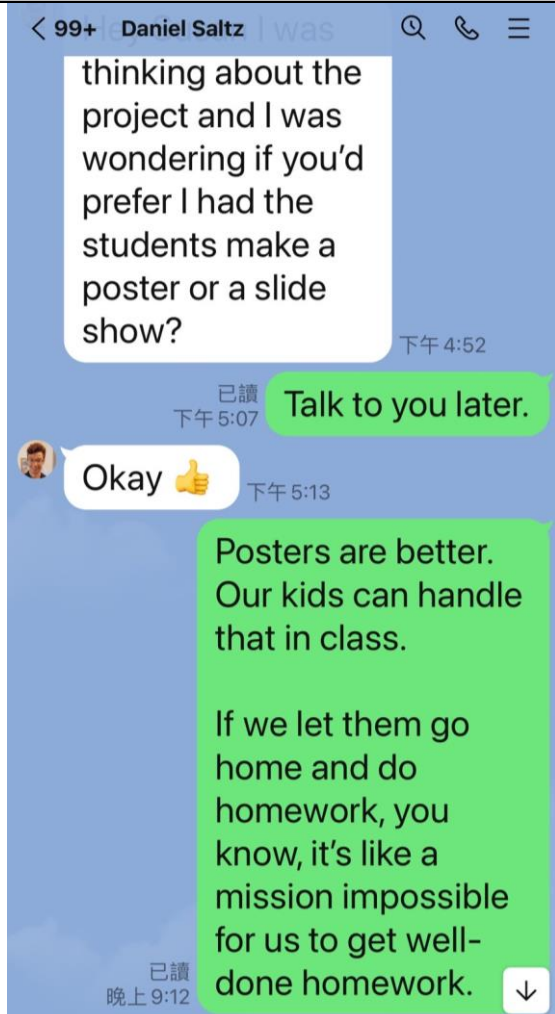 99+ Daniel Saltz
thinking about the
project and I was
wondering if you’d
prefer I had the
students make a
poster or a slide
show?
下午 4:52
已讀
下午 5:07
Talk to you later.
Okay 👍
下午 5:13
Posters are better.
Our kids can handle
that in class.
If we let them go
home and do
homework, you
know, it’s like a
mission impossible
for us to get well-
done homework.
已讀
晚上 9:12